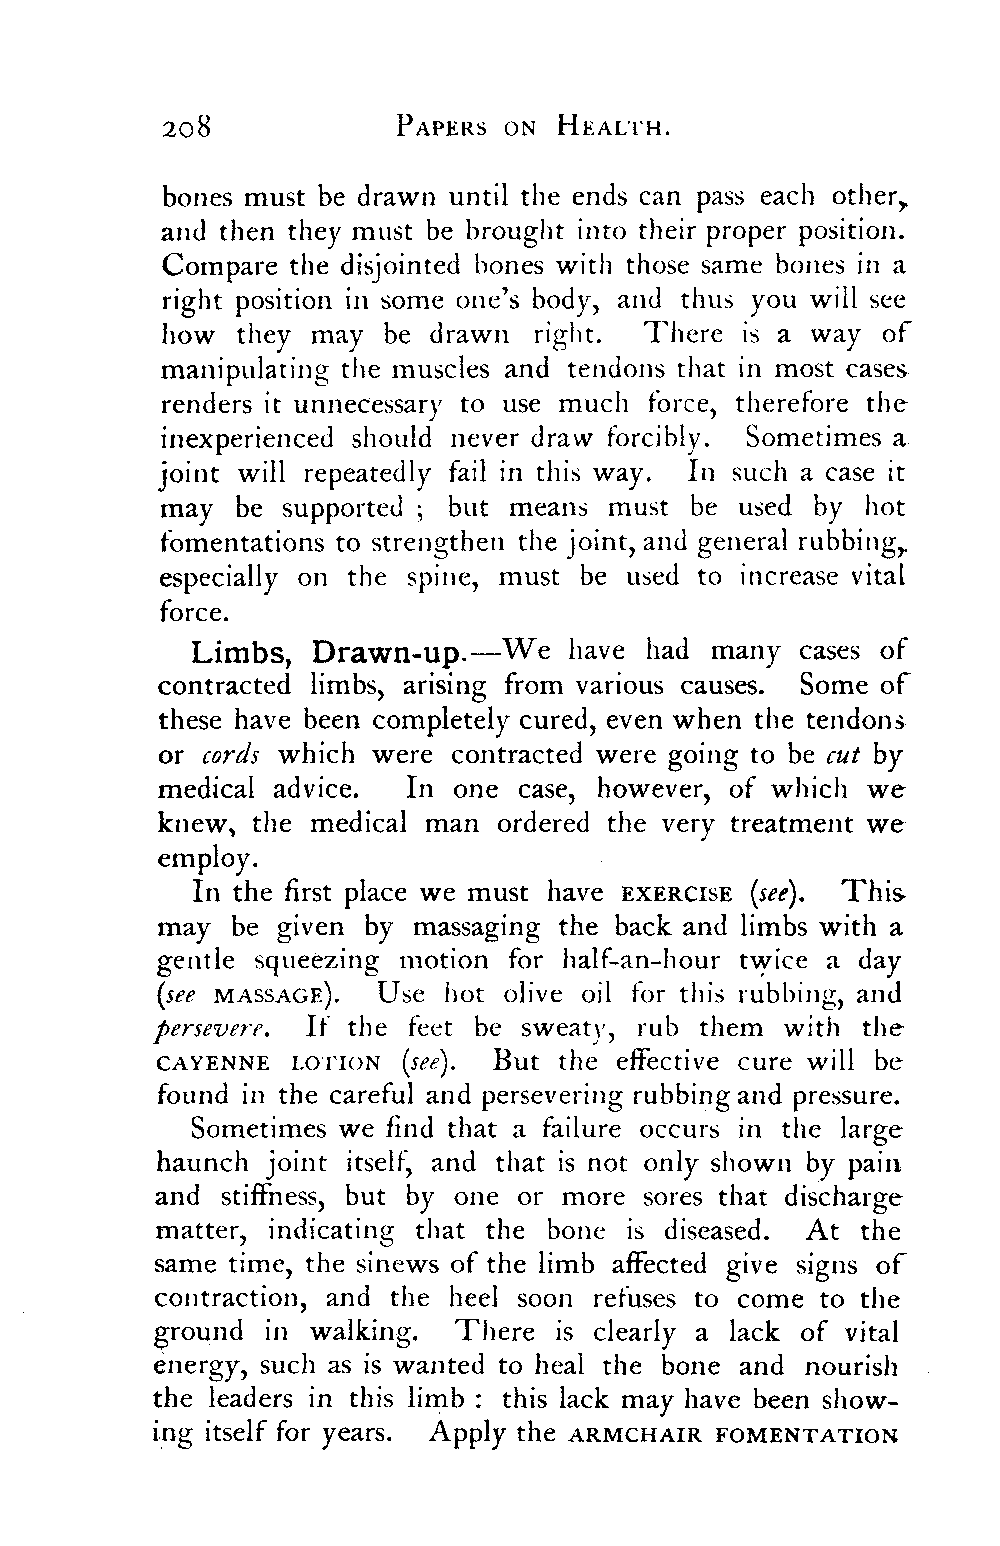 208 PAPERS ON HEALTH.
bones must be drawn until the ends can pass each other,
and then they must be brought into their proper position.
Compare the disjointed bones with those same bones in a
right position in some one's body, and thus you will see
how they may be drawn right. There is a way of
manipulating the muscles and tendons that in most cases
renders it unnecessary to use much force, therefore the
inexperienced should never draw forcibly. Sometimes a
joint will repeatedly fail in this way. In such a case it
may be supported ; but means must be used by hot
fomentations to strengthen the joint, and general rubbing,
especially on the spine, must be used to increase vital
force.
Limbs, Drawn-up.—We have had many cases of
contracted limbs, arising from various causes. Some of
these have been completely cured, even when the tendons
or cords which were contracted were going to be cut by
medical advice. In one case, however, of which we
knew, the medical man ordered the very treatment we
employ.
In the first place we must have EXERCISE (see). This
may be given by massaging the back and limbs with a
gentle squeezing motion for half-an-hour twice a day
(see MASSAGE). Use hot olive oil for this rubbing, and
persevere. If the feet be sweaty, rub them with the
CAYENNE LOTION (see). But the effective cure will be
found in the careful and persevering rubbing and pressure.
Sometimes we find that a failure occurs in the large
haunch joint itself, and that is not only shown by pain
and stiffness, but by one or more sores that discharge
matter, indicating that the bone is diseased. At the
same time, the sinews of the limb affected give signs of
contraction, and the heel soon refuses to come to the
ground in walking. There is clearly a lack of vital
energy, such as is wanted to heal the bone and nourish
the leaders in this limb : this lack may have been show-
ing itself for years. Apply the ARMCHAIR FOMENTATION